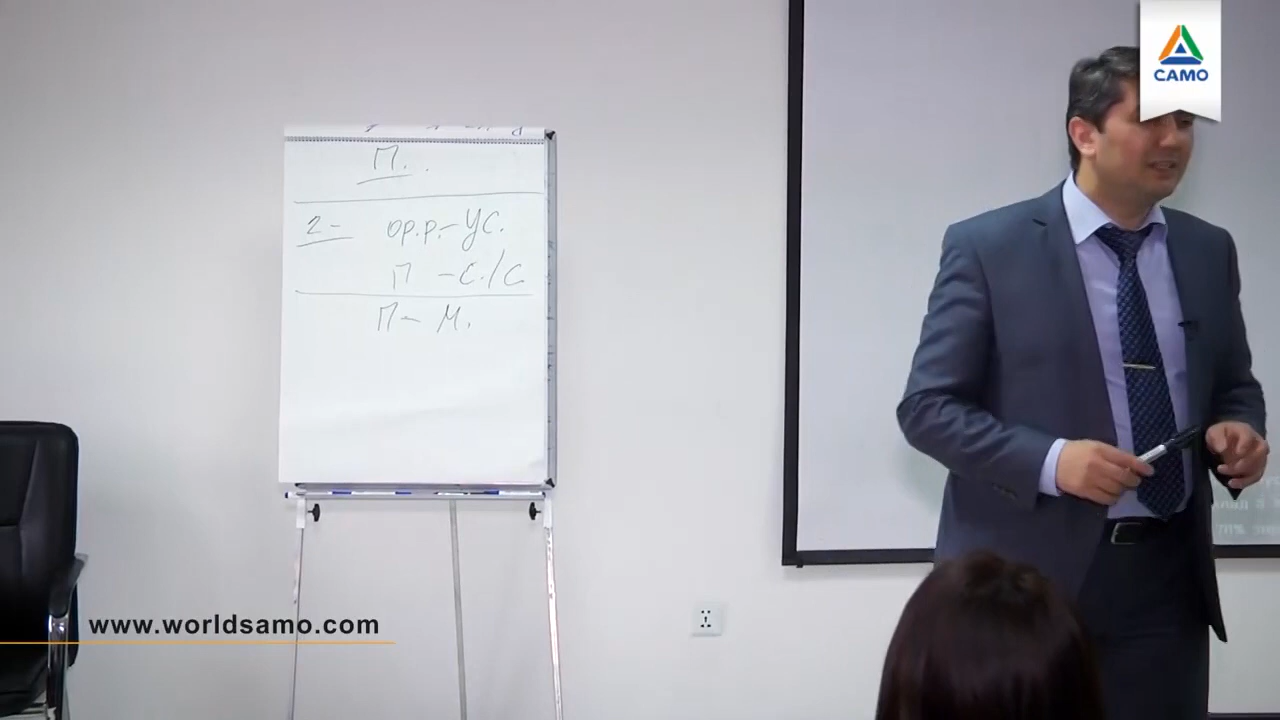 П.
2- ор.р.- УС.
П - С./С
П - М.
САМО
www.worldsamo.com